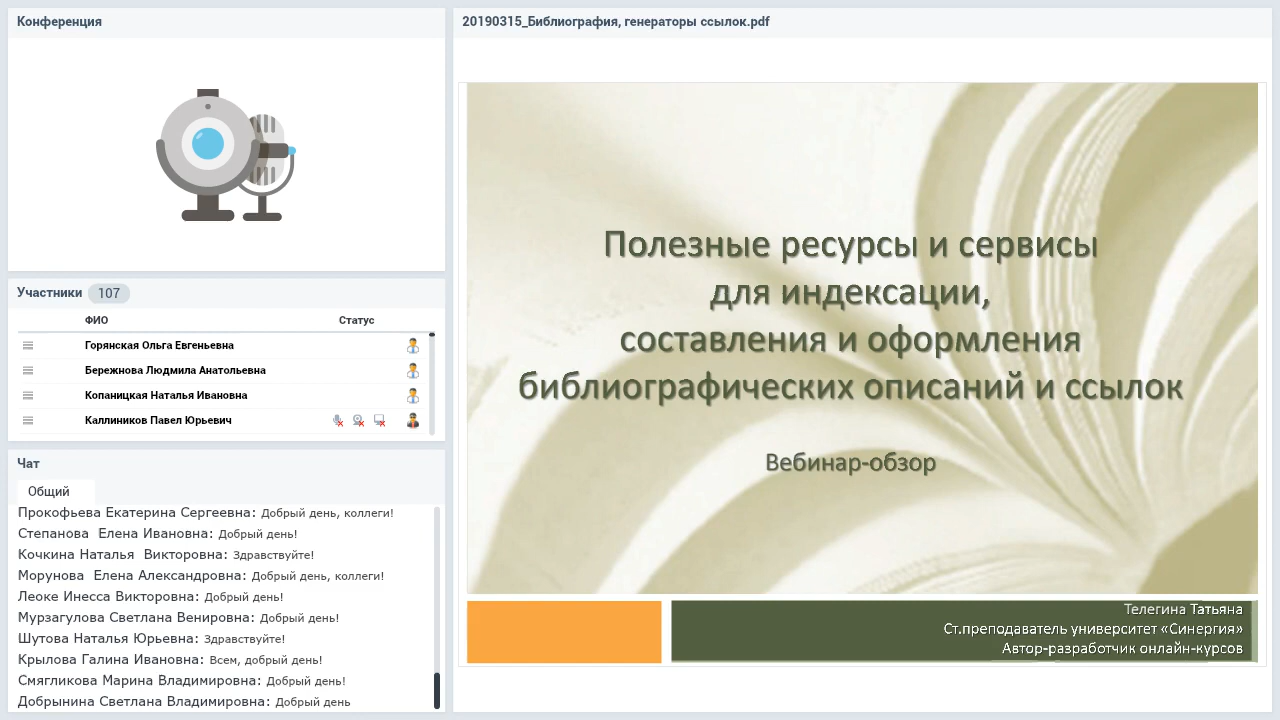 Конференция
Участники 107
ФИО Статус
Горянская Ольга Евгеньевна
Бережнова Людмила Анатольевна
Копаницкая Наталья Ивановна
Каллиников Павел Юрьевич
Чат
Общий
Прокофьева Екатерина Сергеевна: Добрый день, коллеги!
Степанова Елена Ивановна: Добрый день!
Кочкина Наталья Викторовна: Здравствуйте!
Морунова Елена Александровна: Добрый день, коллеги!
Леоке Инесса Викторовна: Добрый день!
Мурзагулова Светлана Венировна: Добрый день!
Шутова Наталья Юрьевна: Здравствуйте!
Крылова Галина Ивановна: Всем, добрый день!
Смягликова Марина Владимировна: Добрый день!
Добрынина Светлана Владимировна: Добрый день
20190315_Библиография, генераторы ссылок.pdf
Полезные ресурсы и сервисы
для индексации,
составления и оформления
библиографических описаний и ссылок
Вебинар-обзор
Телегина Татьяна
Ст.преподаватель университет «Синергия»
Автор-разработчик онлайн-курсов